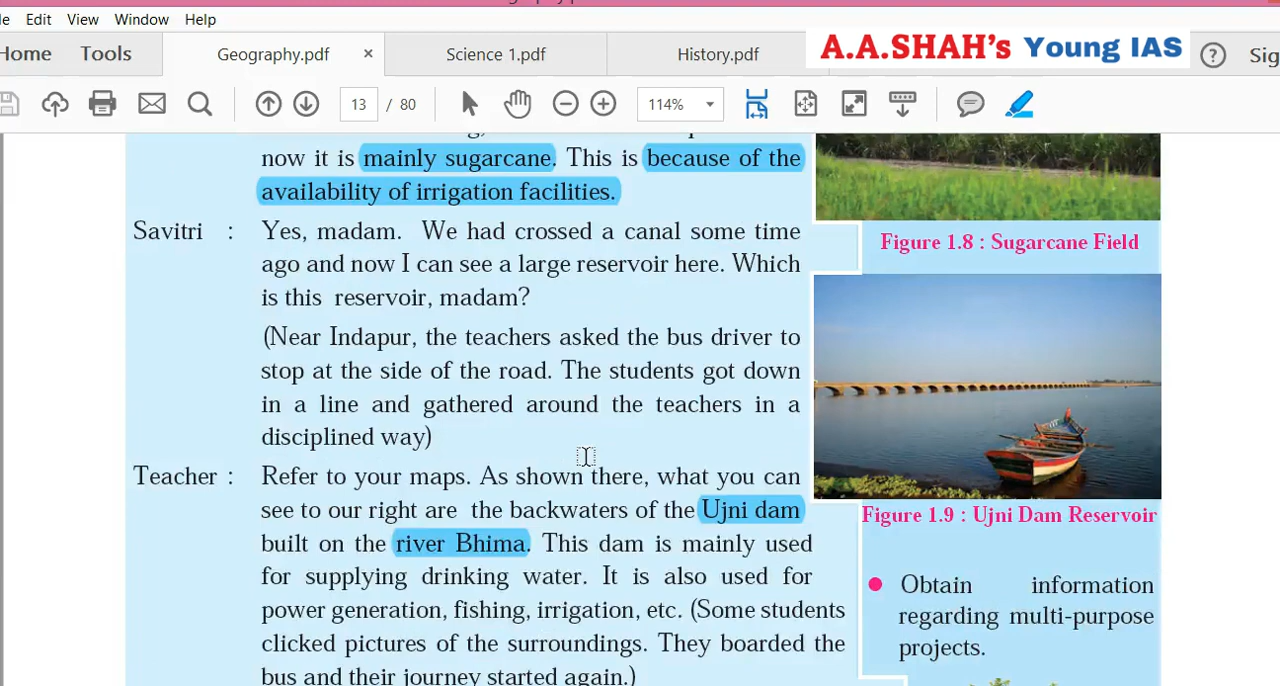 Edit View Window Help
Home Tools Geography.pdf × Science 1.pdf History.pdf A.A.SHAH's Young IAS ?
13 / 80 114%
now it is mainly sugarcane. This is because of the
availability of irrigation facilities.
Savitri : Yes, madam. We had crossed a canal some time
ago and now I can see a large reservoir here. Which
is this reservoir, madam?
(Near Indapur, the teachers asked the bus driver to
stop at the side of the road. The students got down
in a line and gathered around the teachers in a
disciplined way)
Teacher : Refer to your maps. As shown there, what you can
see to our right are the backwaters of the Ujni dam
built on the river Bhima. This dam is mainly used
for supplying drinking water. It is also used for
power generation, fishing, irrigation, etc. (Some students
clicked pictures of the surroundings. They boarded the
bus and their journey started again.)
Figure 1.8 : Sugarcane Field
Figure 1.9 : Ujni Dam Reservoir
Obtain information
regarding multi-purpose
projects.